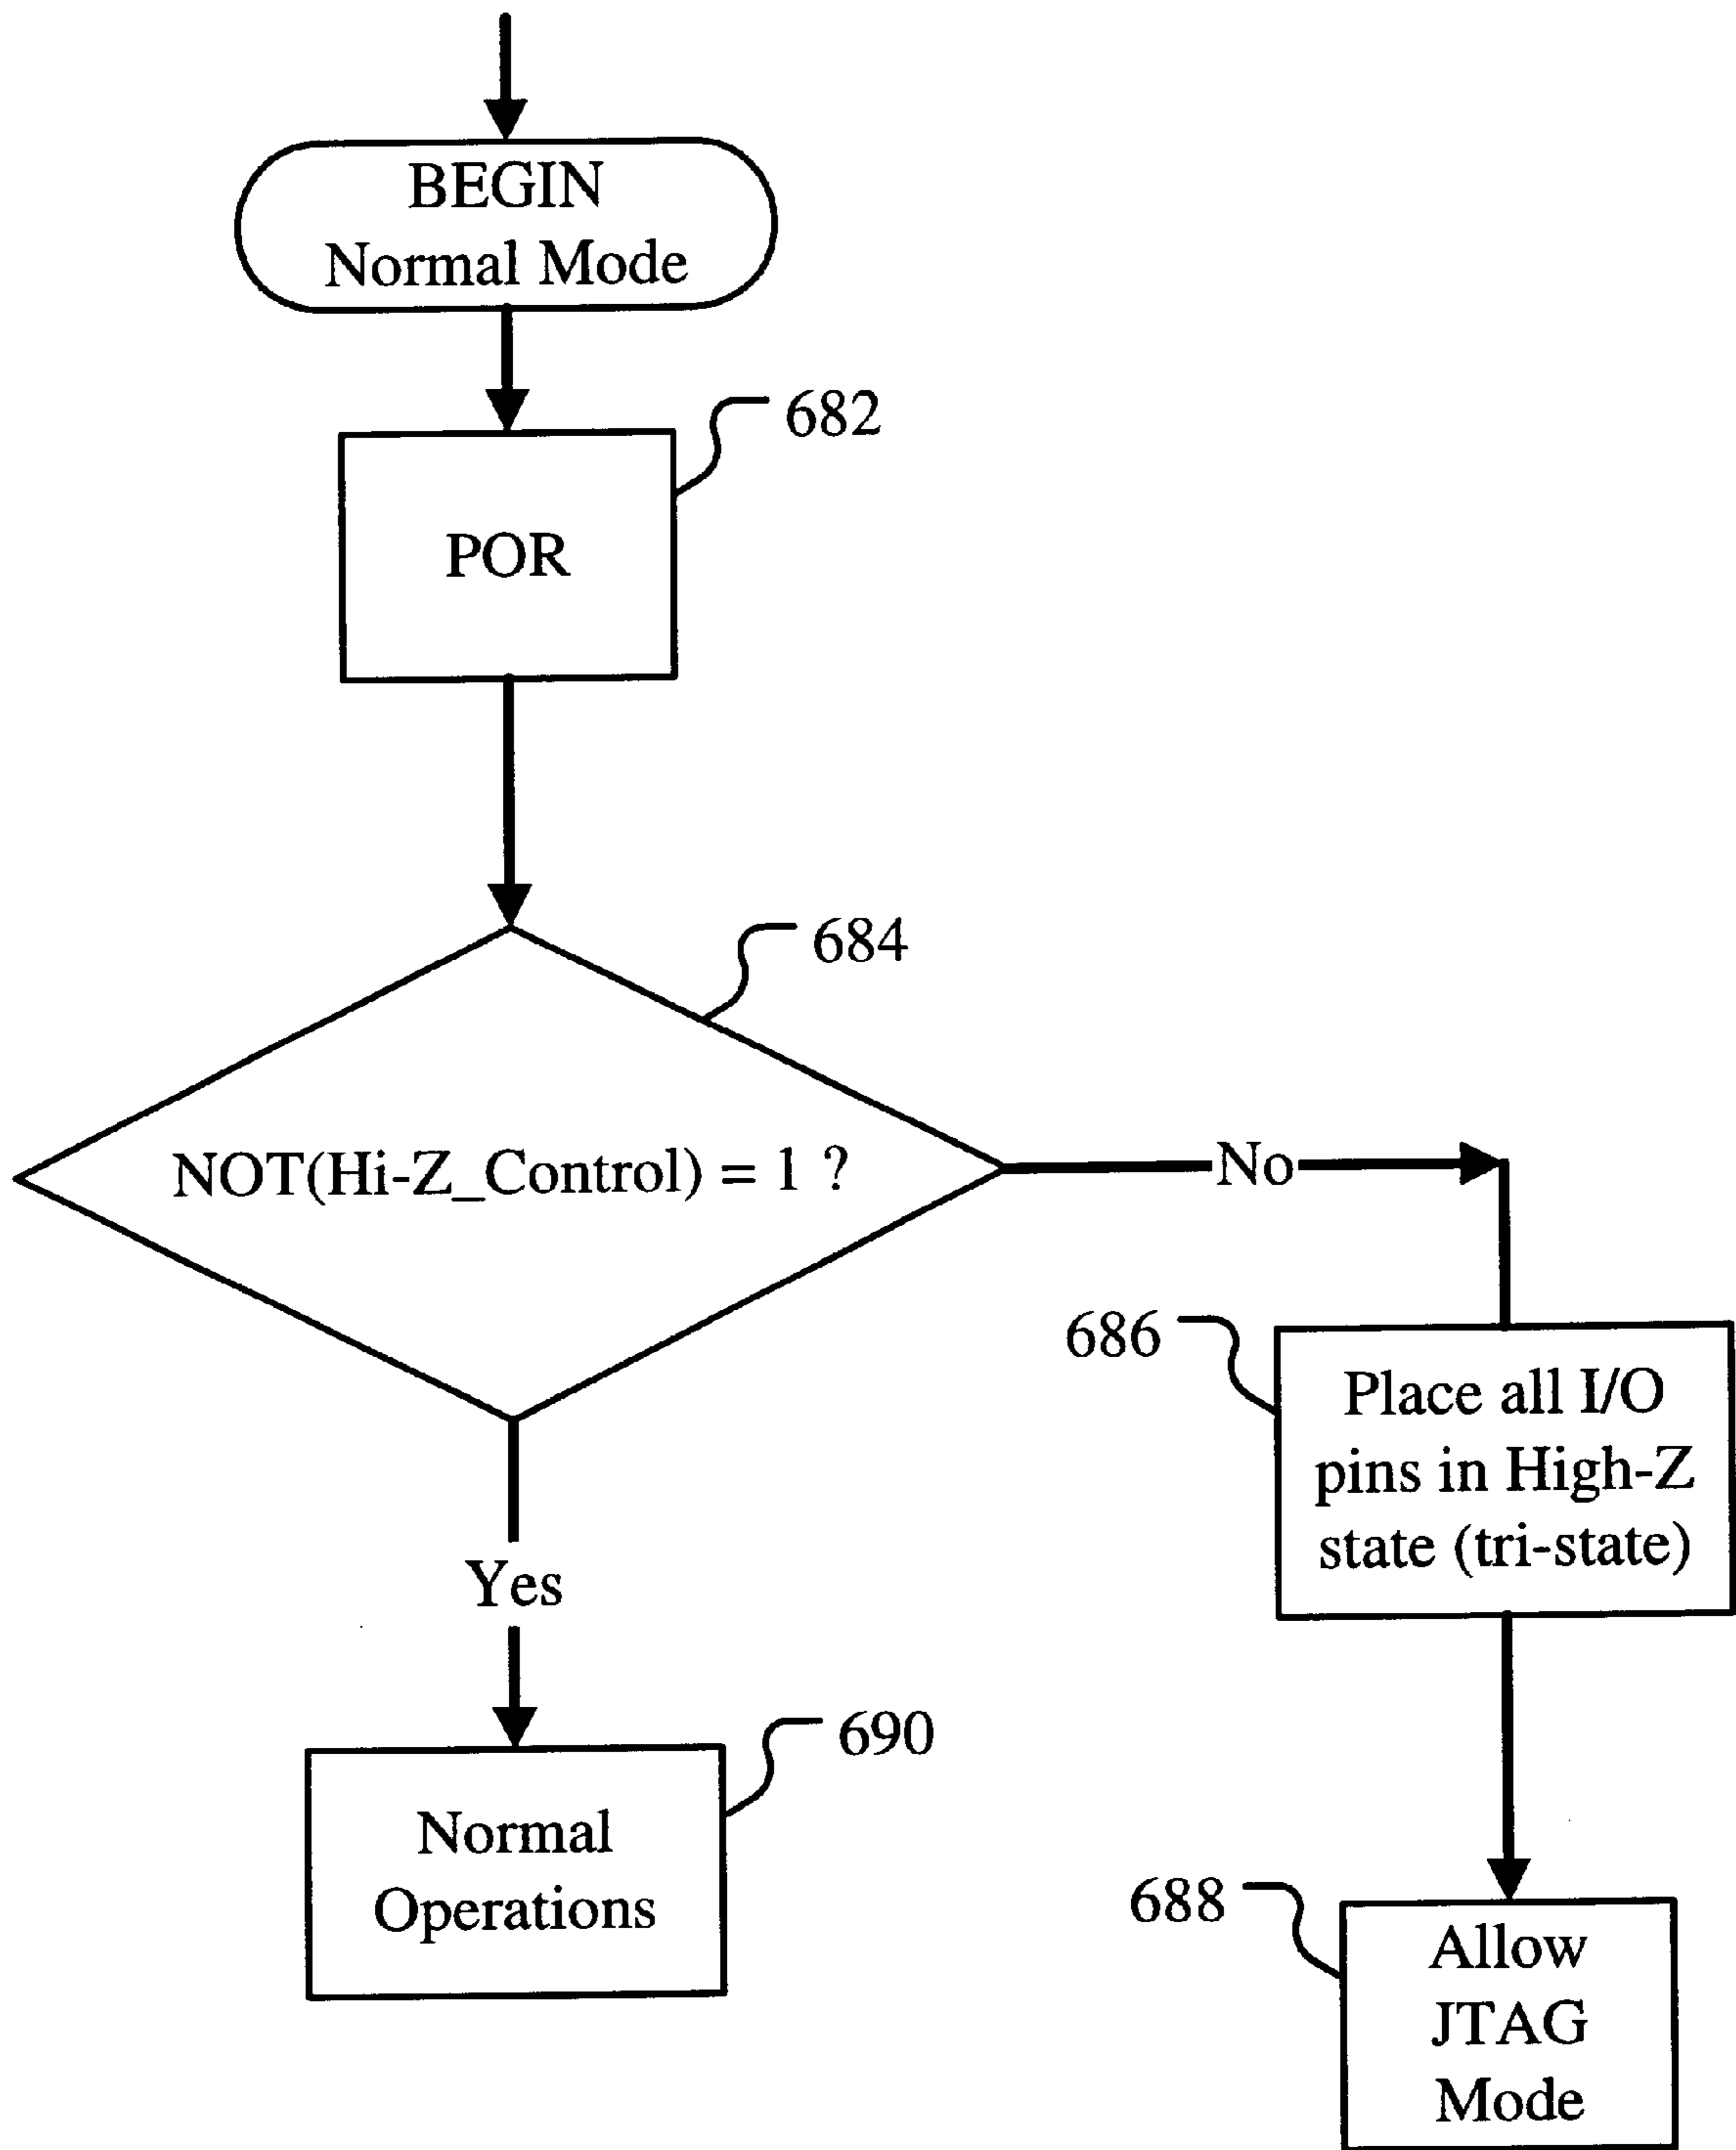 BEGIN
Normal Mode
682
POR
684
NOT(Hi-Z_Control) = 1 ?
No
686
Place all I/O
pins in High-Z
state (tri-state)
Yes
690
Normal
Operations
688
Allow
JTAG
Mode